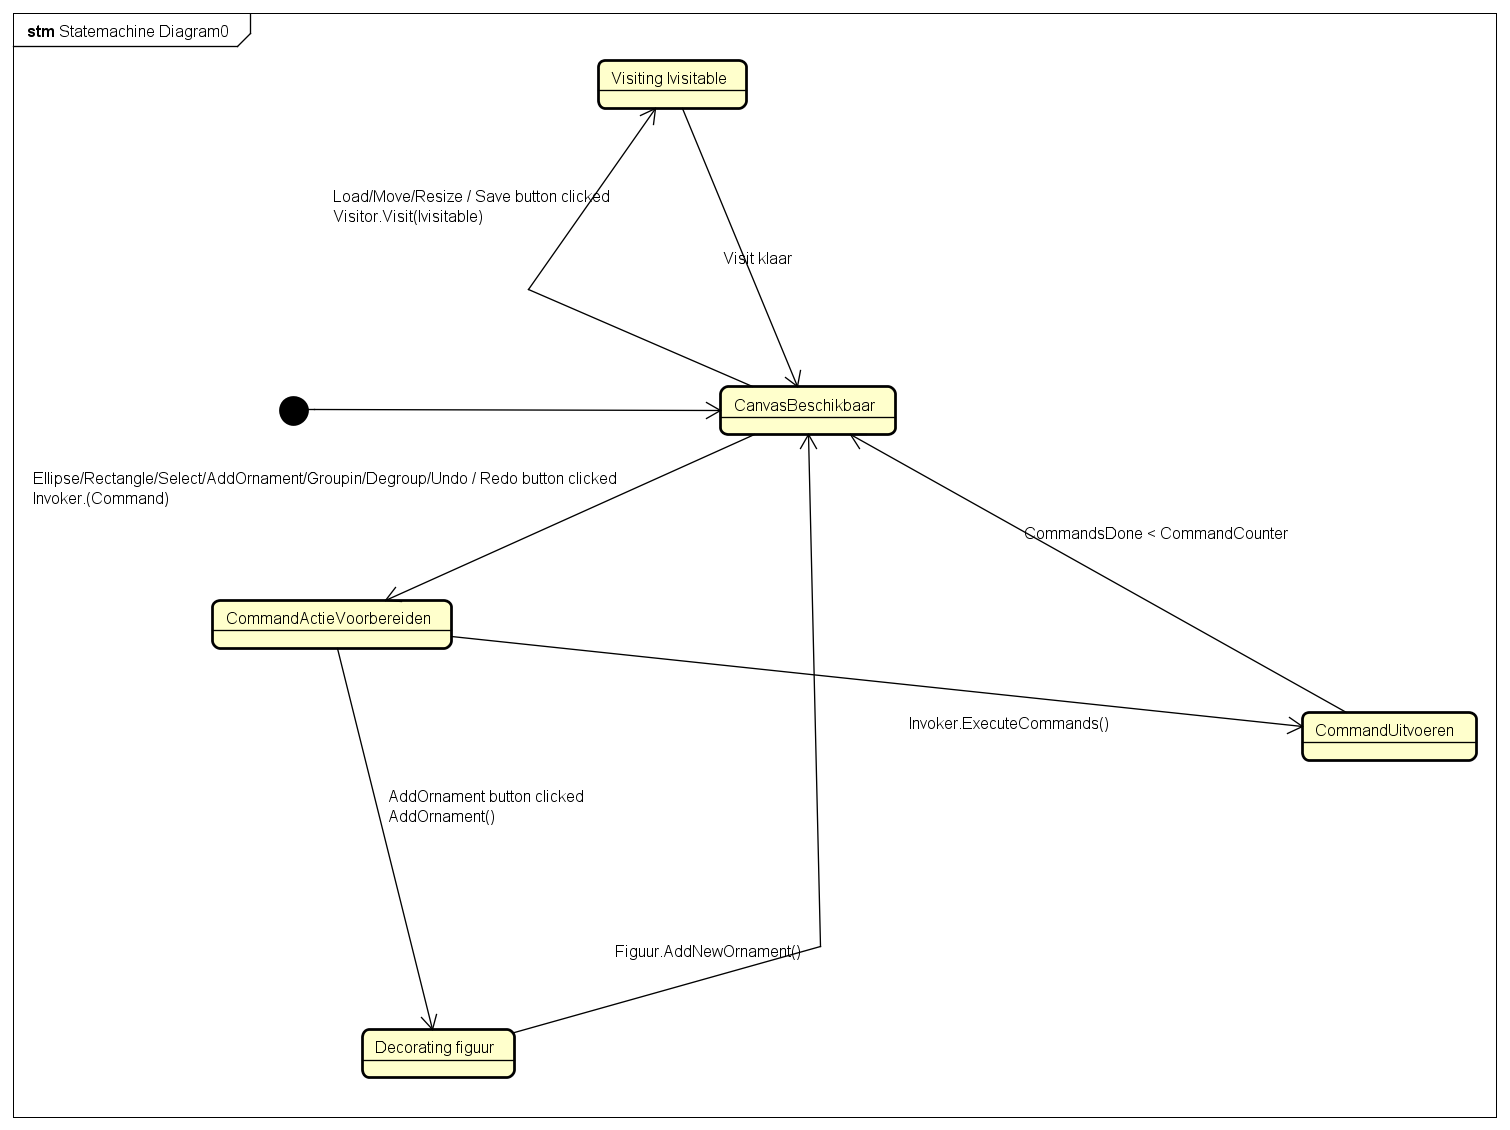 stm Statemachine Diagram0
Visiting Ivisitable
Load/Move/Resize / Save button clicked
Visitor.Visit(Ivisitable)
Visit klaar
CanvasBeschikbaar
Ellipse/Rectangle/Select/AddOrnament/Groupin/Degroup/Undo / Redo button clicked
Invoker.(Command)
CommandsDone < CommandCounter
CommandActieVoorbereiden
Invoker.ExecuteCommands()
CommandUitvoeren
AddOrnament button clicked
AddOrnament()
Figuur.AddNewOrnament()
Decorating figuur